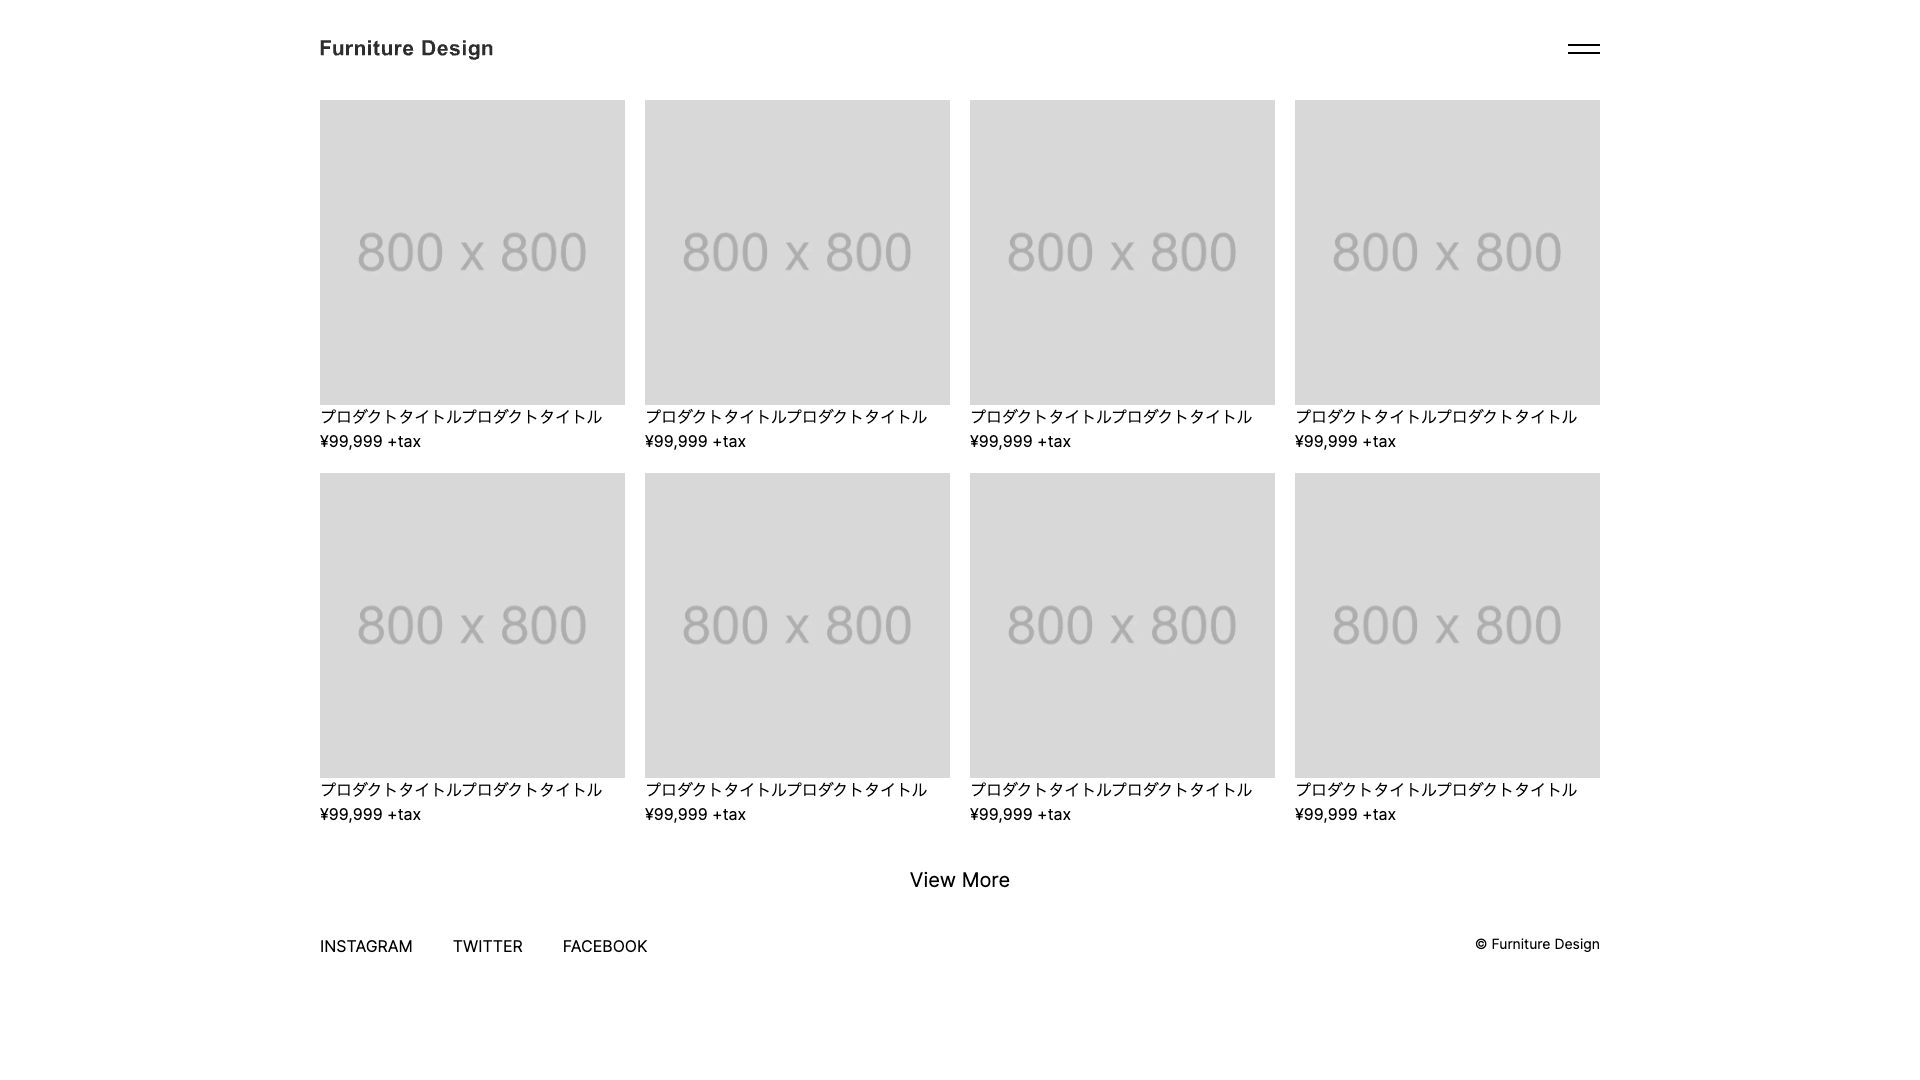 Furniture Design
800 x 800 800 x 800 800 x 800 800 x 800
プロダクトタイトルプロダクトタイトル プロダクトタイトルプロダクトタイトル プロダクトタイトルプロダクトタイトル プロダクトタイトルプロダクトタイトル
¥99,999 +tax ¥99,999 +tax ¥99,999 +tax ¥99,999 +tax
800 x 800 800 x 800 800 x 800 800 x 800
プロダクトタイトルプロダクトタイトル プロダクトタイトルプロダクトタイトル プロダクトタイトルプロダクトタイトル プロダクトタイトルプロダクトタイトル
¥99,999 +tax ¥99,999 +tax ¥99,999 +tax ¥99,999 +tax
View More
INSTAGRAM TWITTER FACEBOOK © Furniture Design